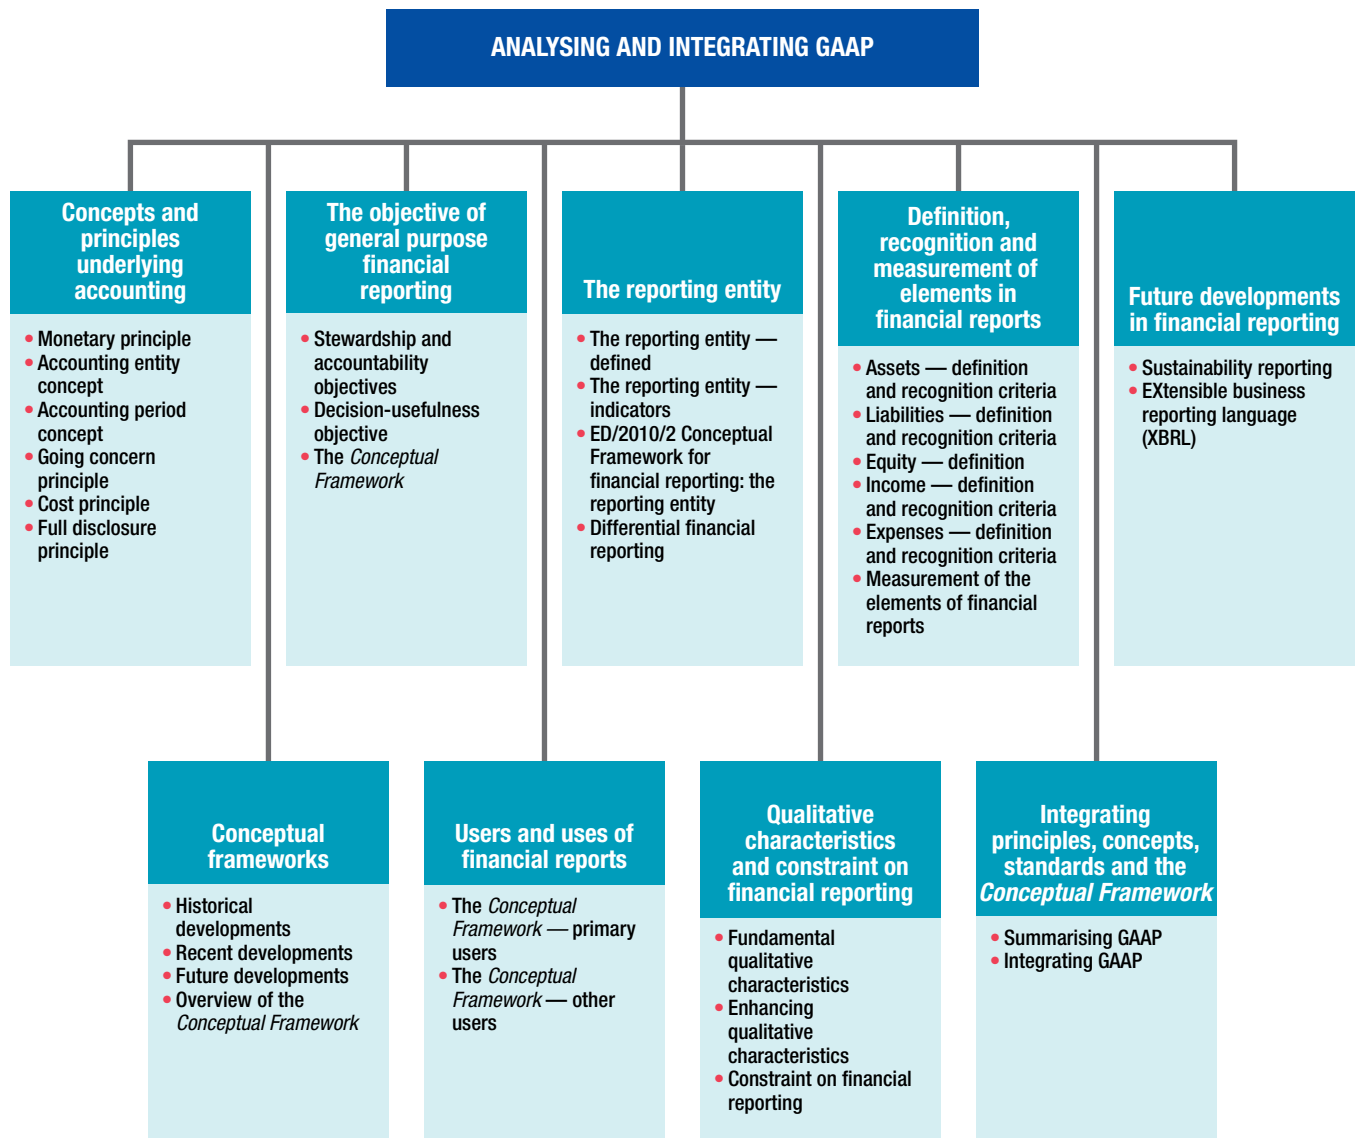 ANALYSING AND INTEGRATING GAAP
Concepts and
principles
underlying
accounting
• Monetary principle
• Accounting entity
concept
• Accounting period
concept
• Going concern
principle
• Cost principle
• Full disclosure
principle
The objective of
general purpose
financial
reporting
• Stewardship and
accountability
objectives
• Decision-usefulness
objective
• The Conceptual
Framework
The reporting entity
• The reporting entity —
defined
• The reporting entity —
indicators
• ED/2010/2 Conceptual
Framework for
financial reporting: the
reporting entity
• Differential financial
reporting
Definition,
recognition and
measurement of
elements in
financial reports
• Assets — definition
and recognition criteria
• Liabilities — definition
and recognition criteria
• Equity — definition
• Income — definition
and recognition criteria
• Expenses — definition
and recognition criteria
• Measurement of the
elements of financial
reports
Future developments
in financial reporting
• Sustainability reporting
• EXtensible business
reporting language
(XBRL)
Conceptual
frameworks
• Historical
developments
• Recent developments
• Future developments
• Overview of the
Conceptual Framework
Users and uses of
financial reports
• The Conceptual
Framework — primary
users
• The Conceptual
Framework — other
users
Qualitative
characteristics
and constraint on
financial reporting
• Fundamental
qualitative
characteristics
• Enhancing
qualitative
characteristics
• Constraint on financial
reporting
Integrating
principles, concepts,
standards and the
Conceptual Framework
• Summarising GAAP
• Integrating GAAP